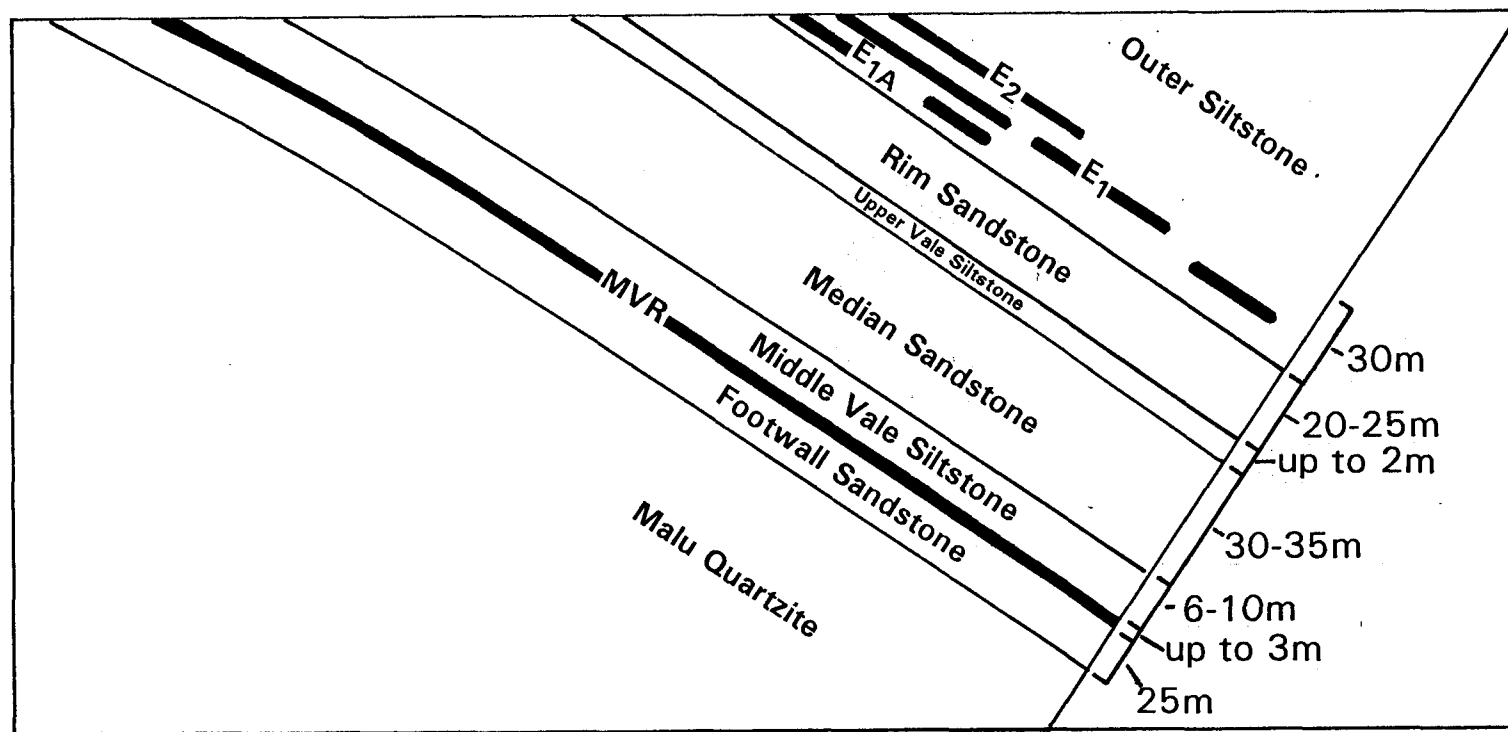 Outer Siltstone
E2
E1A
E1
Rim Sandstone
Upper Vale Siltstone
Median Sandstone
MVR
Middle Vale Siltstone
Footwall Sandstone
Malu Quartzite
30m
20-25m
up to 2m
30-35m
6-10m
up to 3m
25m